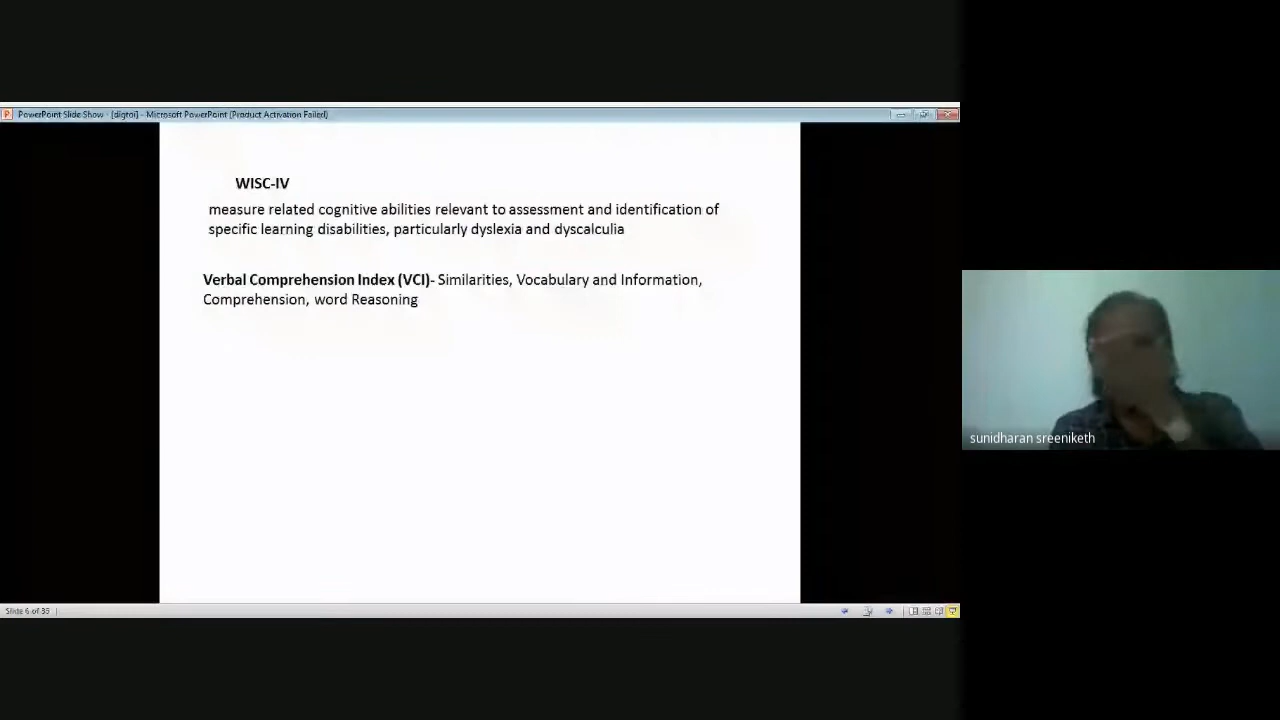 PowerPoint Slide Show - [digtoi] - Microsoft PowerPoint (Product Activation Failed)
WISC-IV
measure related cognitive abilities relevant to assessment and identification of
specific learning disabilities, particularly dyslexia and dyscalculia
Verbal Comprehension Index (VCI)- Similarities, Vocabulary and Information,
Comprehension, word Reasoning
sunidharan sreeniketh
Slide 6 of 35